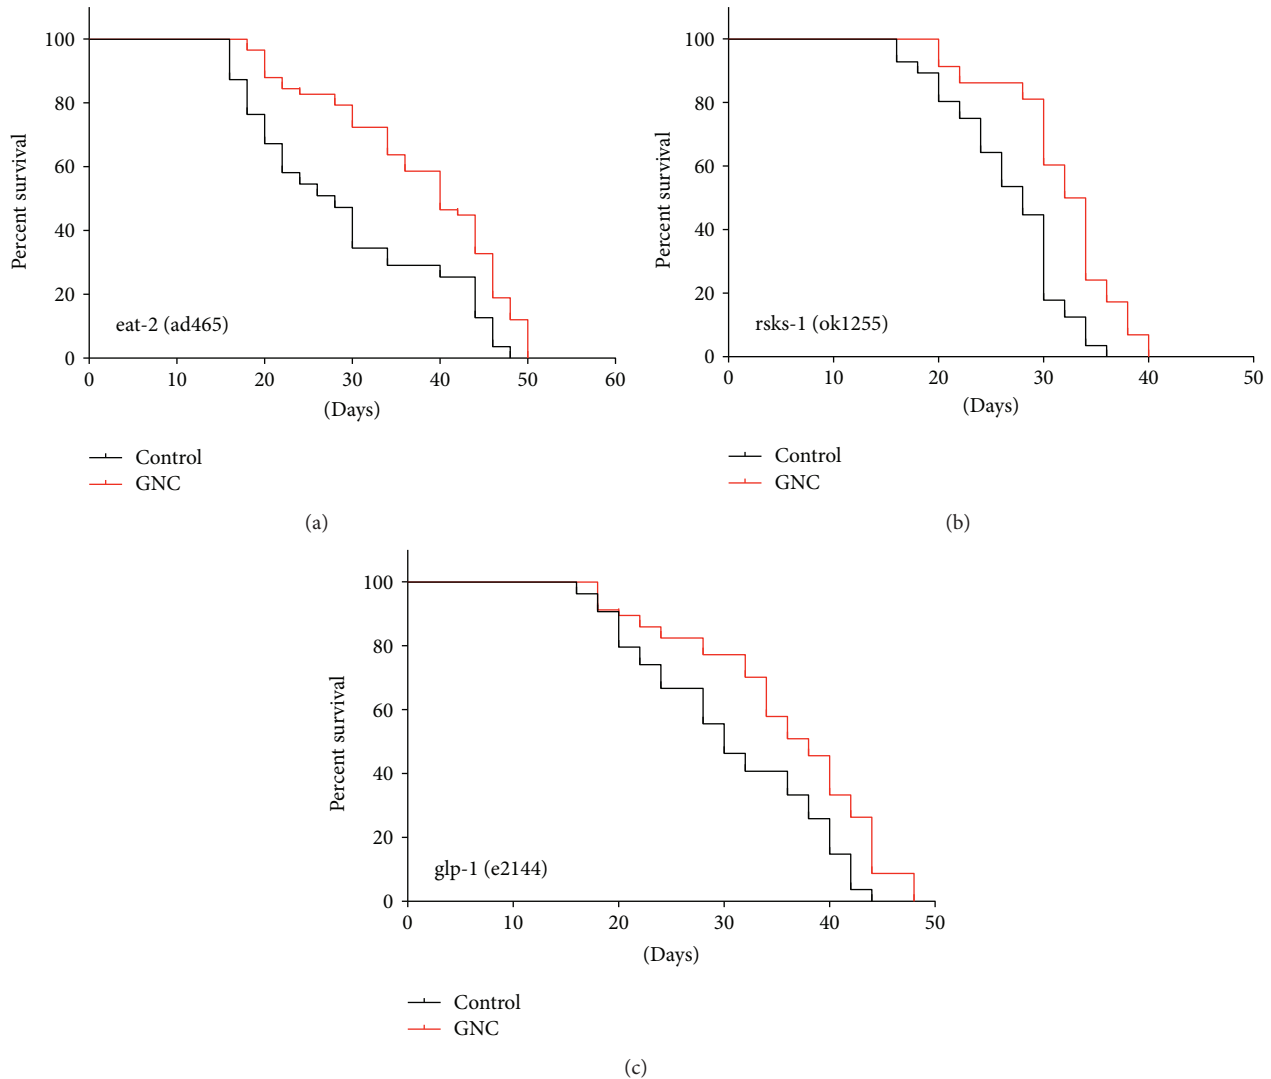 100
80
60
40
20
0
Percent survival
eat-2 (ad465)
0 10 20 30 40 50 60
(Days)
Control
GNC
(a)
100
80
60
40
20
0
Percent survival
rsks-1 (ok1255)
0 10 20 30 40 50
(Days)
Control
GNC
(b)
100
80
60
40
20
0
Percent survival
glp-1 (e2144)
0 10 20 30 40 50
(Days)
Control
GNC
(c)